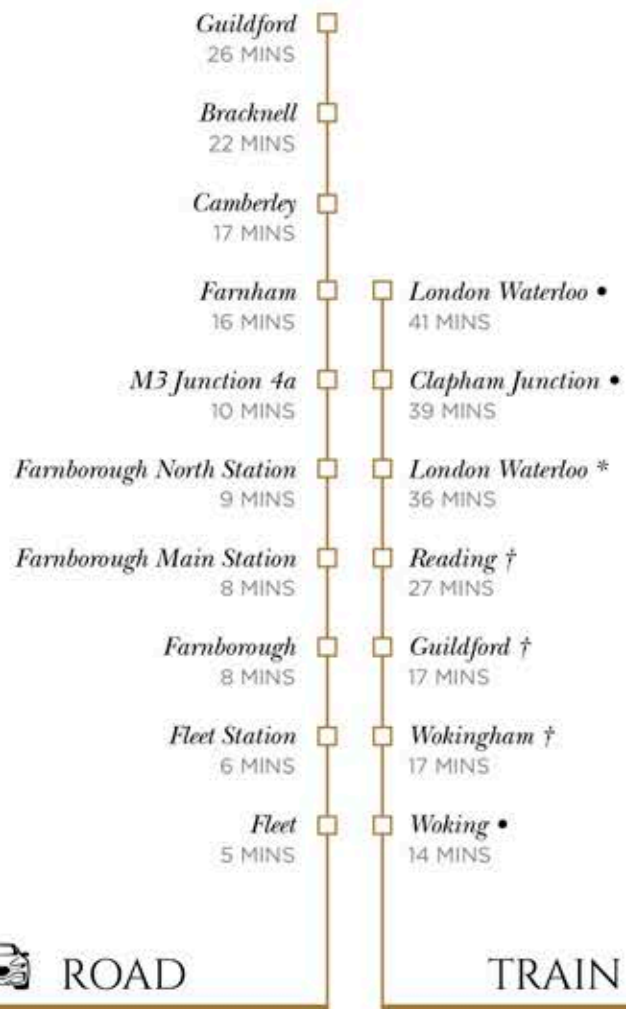 Guildford
26 MINS
Bracknell
22 MINS
Camberley
17 MINS
Farnham
16 MINS
M3 Junction 4a
10 MINS
Farnborough North Station
9 MINS
Farnborough Main Station
8 MINS
Farnborough
8 MINS
Fleet Station
6 MINS
Fleet
5 MINS
ROAD
London Waterloo •
41 MINS
Clapham Junction •
39 MINS
London Waterloo *
36 MINS
Reading †
27 MINS
Guildford †
17 MINS
Wokingham †
17 MINS
Woking •
14 MINS
TRAIN